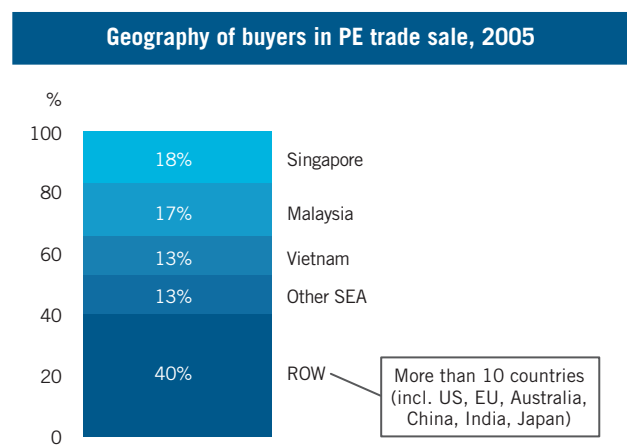 Geography of buyers in PE trade sale, 2005
%
100
80
60
40
20
0
18%
Singapore
17%
Malaysia
13%
Vietnam
13%
Other SEA
40%
ROW
More than 10 countries
(incl. US, EU, Australia,
China, India, Japan)